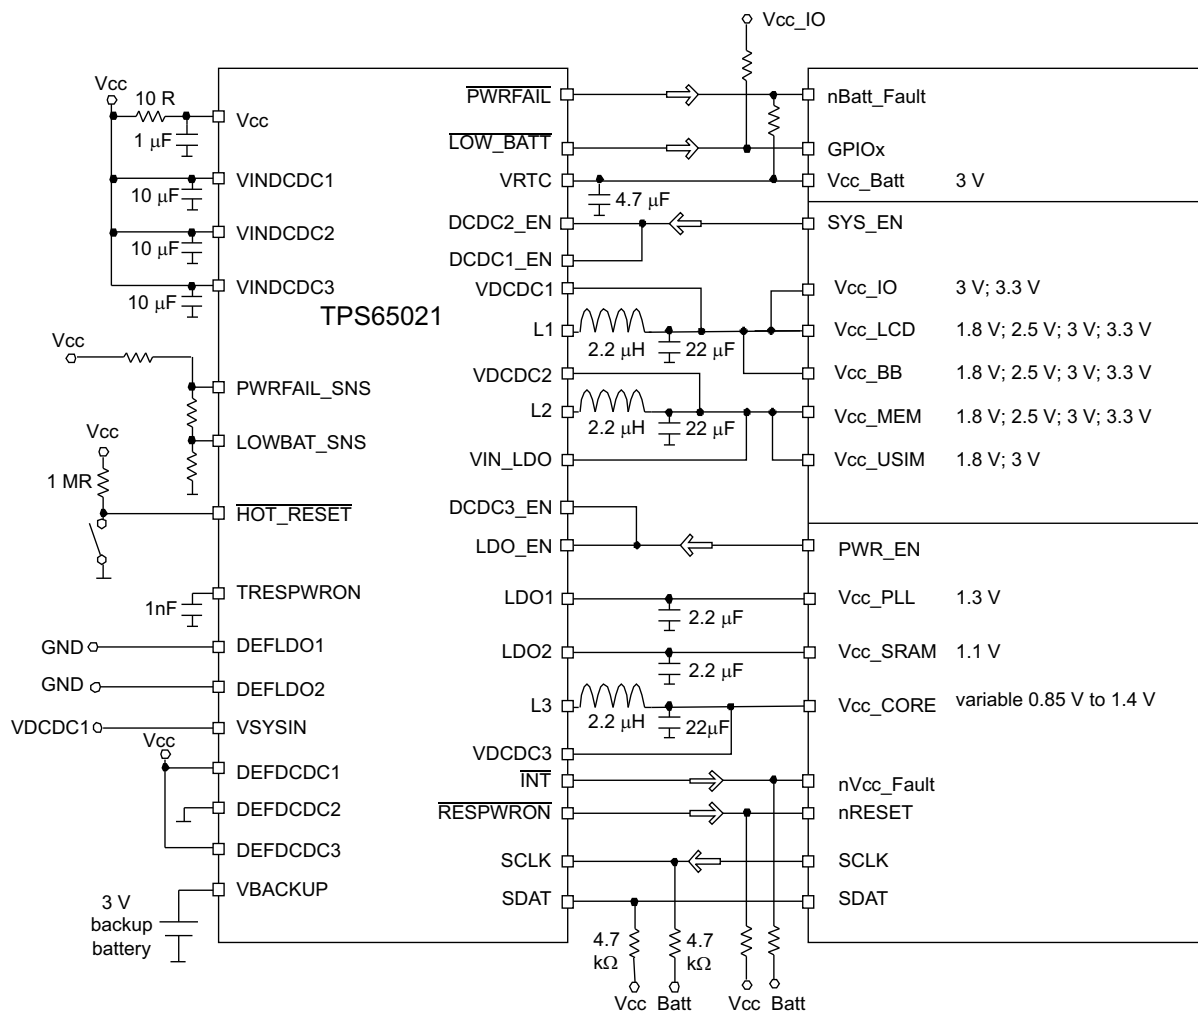 Vcc_IO
Vcc
10 R
1 μF
Vcc
PWRFAIL
nBatt_Fault
LOW_BATT
GPIOx
VINDCDC1
10 μF
VRTC
4.7 μF
Vcc_Batt 3 V
VINDCDC2
10 μF
DCDC2_EN
SYS_EN
DCDC1_EN
VINDCDC3
10 μF
TPS65021
VDCDC1
Vcc_IO 3 V; 3.3 V
L1
2.2 μH
22 μF
Vcc_LCD 1.8 V; 2.5 V; 3 V; 3.3 V
Vcc
PWRFAIL_SNS
VDCDC2
Vcc_BB 1.8 V; 2.5 V; 3 V; 3.3 V
L2
2.2 μH
22 μF
Vcc_MEM 1.8 V; 2.5 V; 3 V; 3.3 V
Vcc
LOWBAT_SNS
VIN_LDO
Vcc_USIM 1.8 V; 3 V
1 MR
HOT_RESET
DCDC3_EN
LDO_EN
PWR_EN
TRESPWRON
1nF
LDO1
2.2 μF
Vcc_PLL 1.3 V
GND
DEFLDO1
LDO2
2.2 μF
Vcc_SRAM 1.1 V
GND
DEFLDO2
L3
2.2 μH
22μF
Vcc_CORE variable 0.85 V to 1.4 V
VDCDC1
VSYSIN
VDCDC3
Vcc
DEFDCDC1
INT
nVcc_Fault
DEFDCDC2
RESPWRON
nRESET
DEFDCDC3
SCLK
SCLK
VBACKUP
SDAT
SDAT
3 V
backup
battery
4.7
kΩ
4.7
kΩ
Vcc Batt
Vcc Batt